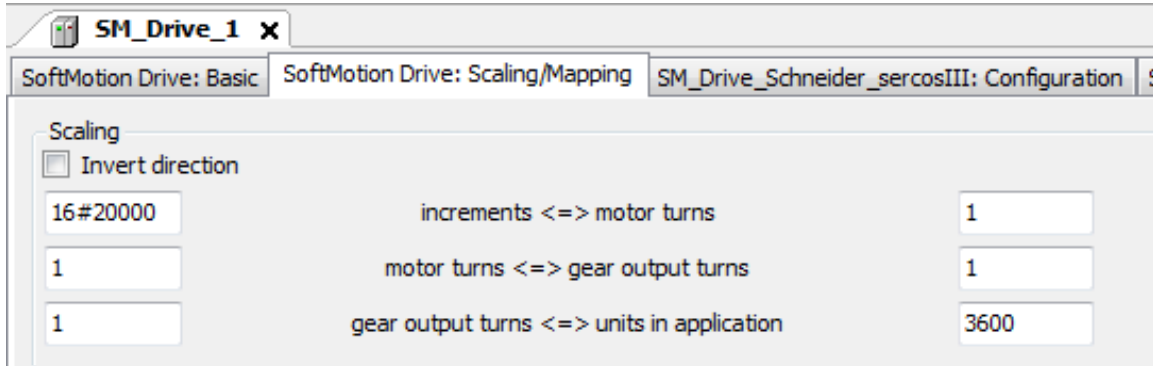 SM_Drive_1 X
SoftMotion Drive: Basic SoftMotion Drive: Scaling/Mapping SM_Drive_Schneider_sercosIII: Configuration S
Scaling
Invert direction
16#20000 increments <=> motor turns 1
1 motor turns <=> gear output turns 1
1 gear output turns <=> units in application 3600